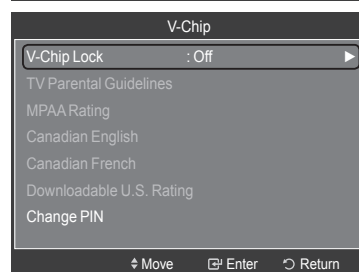 V-Chip
V-Chip Lock : Off
TV Parental Guidelines
MPAA Rating
Canadian English
Canadian French
Downloadable U.S. Rating
Change PIN
Move Enter Return